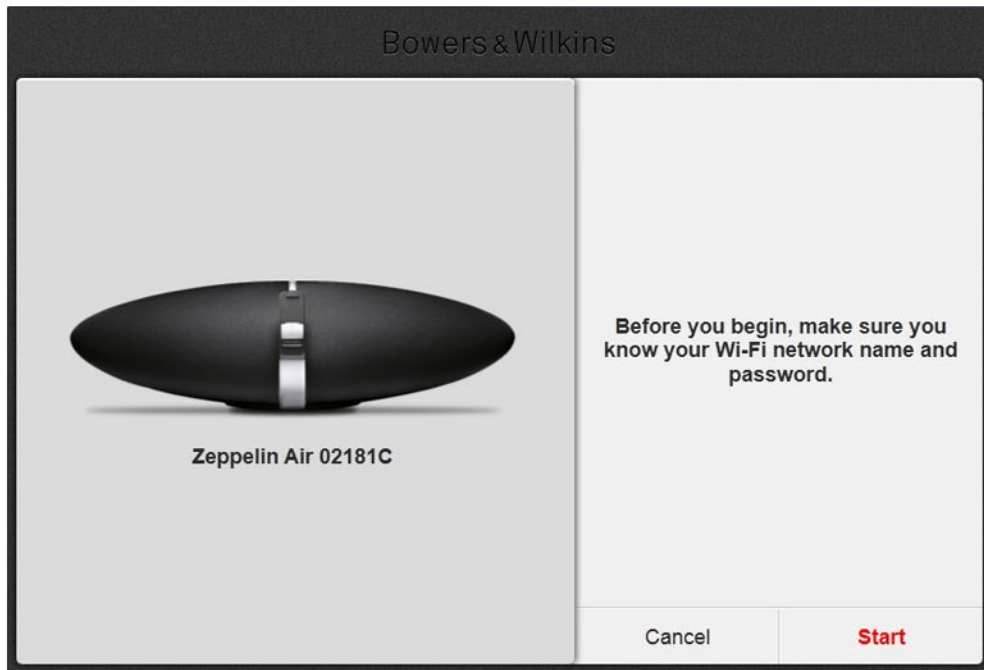 Bowers & Wilkins
Zeppelin Air 02181C
Before you begin, make sure you
know your Wi-Fi network name and
password.
Cancel
Start